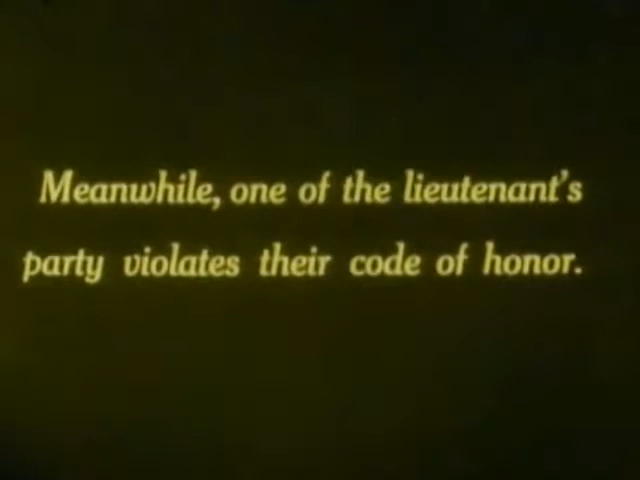 Meanwhile, one of the lieutenant's
party violates their code of honor.